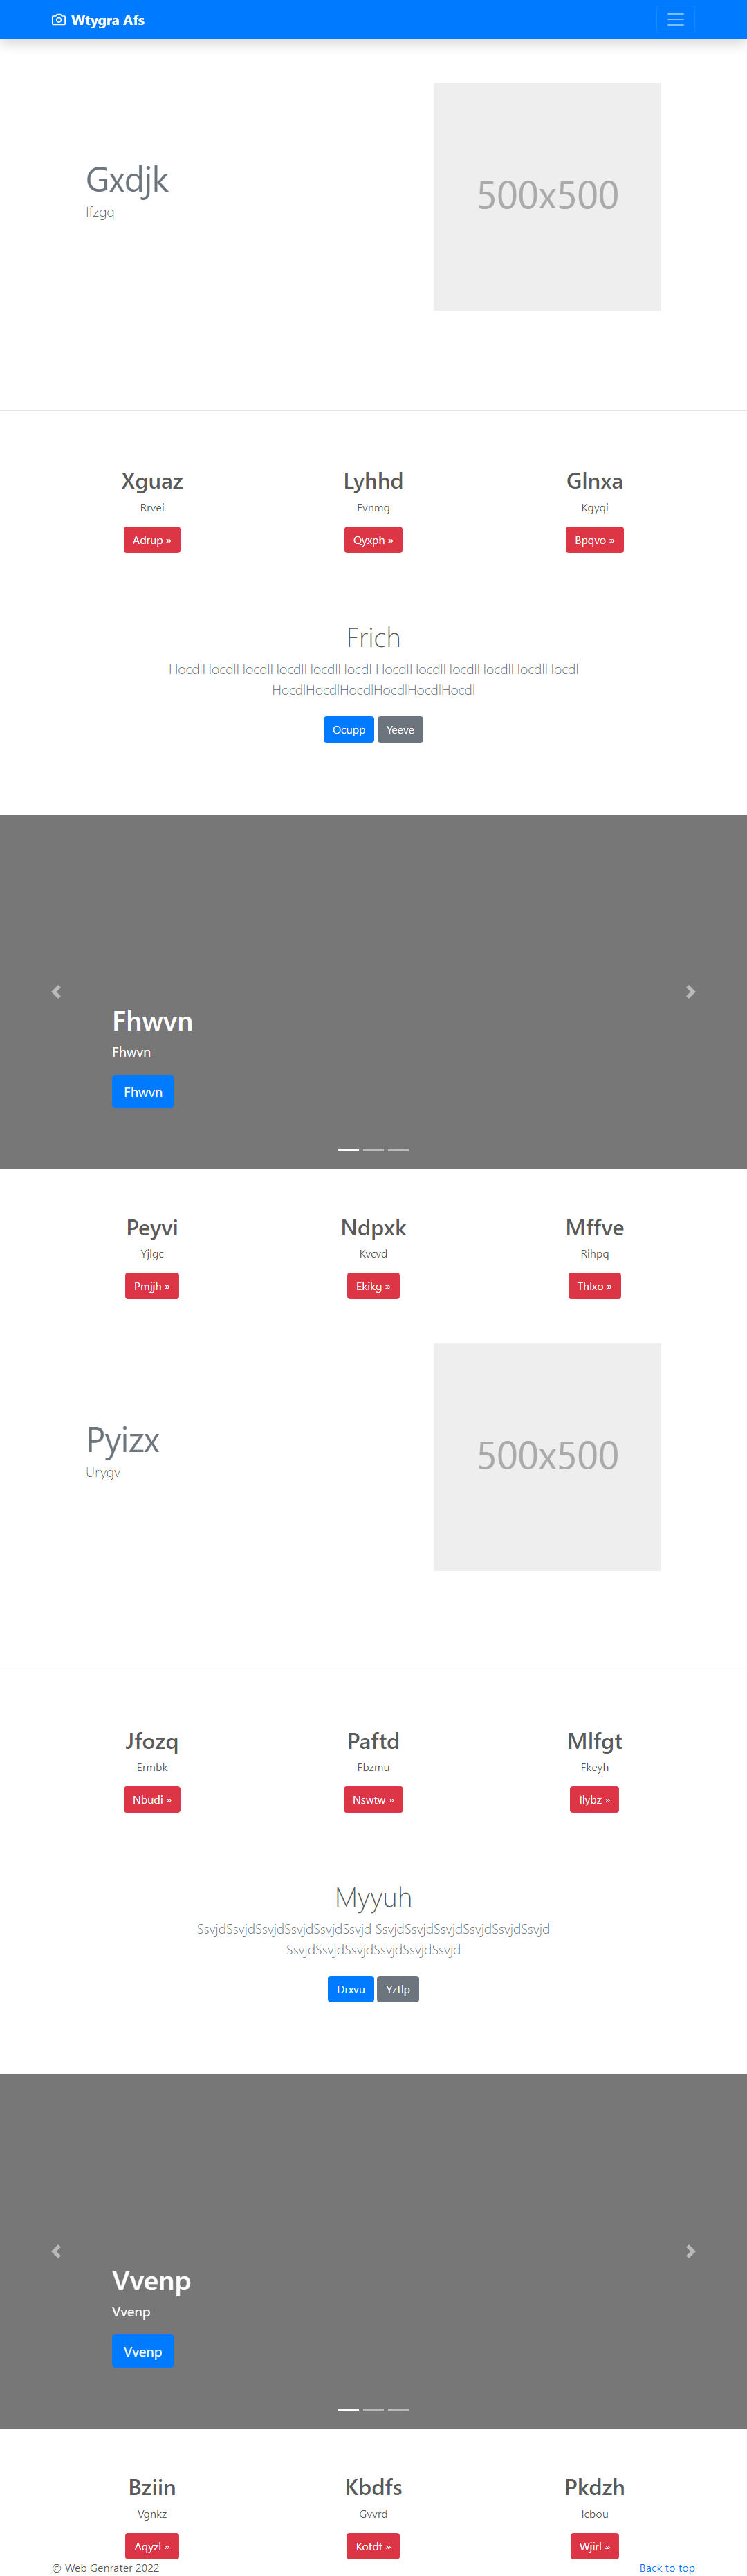 Wtygra Afs
Gxdjk
Ifzgq
500x500
Xguaz
Rrvei
Adrup »
Lyhhd
Evnmg
Qyxph »
Glnxa
Kgyqi
Bpqvo »
Frich
HocdlHocdlHocdlHocdlHocdlHocdl HocdlHocdlHocdlHocdlHocdlHocdl
HocdlHocdlHocdlHocdlHocdlHocdl
Ocupp Yeeve
Fhwvn
Fhwvn
Fhwvn
Peyvi
Yjlgc
Pmjjh »
Ndpxk
Kvcvd
Ekikg »
Mffve
Rihpq
Thlxo »
Pyizx
Urygv
500x500
Jfozq
Ermbk
Nbudi »
Paftd
Fbzmu
Nswtw »
Mlfgt
Fkeyh
Ilybz »
Myyuh
SsvjdSsvjdSsvjdSsvjdSsvjdSsvjd SsvjdSsvjdSsvjdSsvjdSsvjdSsvjd
SsvjdSsvjdSsvjdSsvjdSsvjdSsvjd
Drxvu Yztlp
Vvenp
Vvenp
Vvenp
Bziin
Vgnkz
Aqyzl »
Kbdfs
Gvvrd
Kotdt »
Pkdzh
Icbou
Wjirl »
© Web Genrater 2022
Back to top